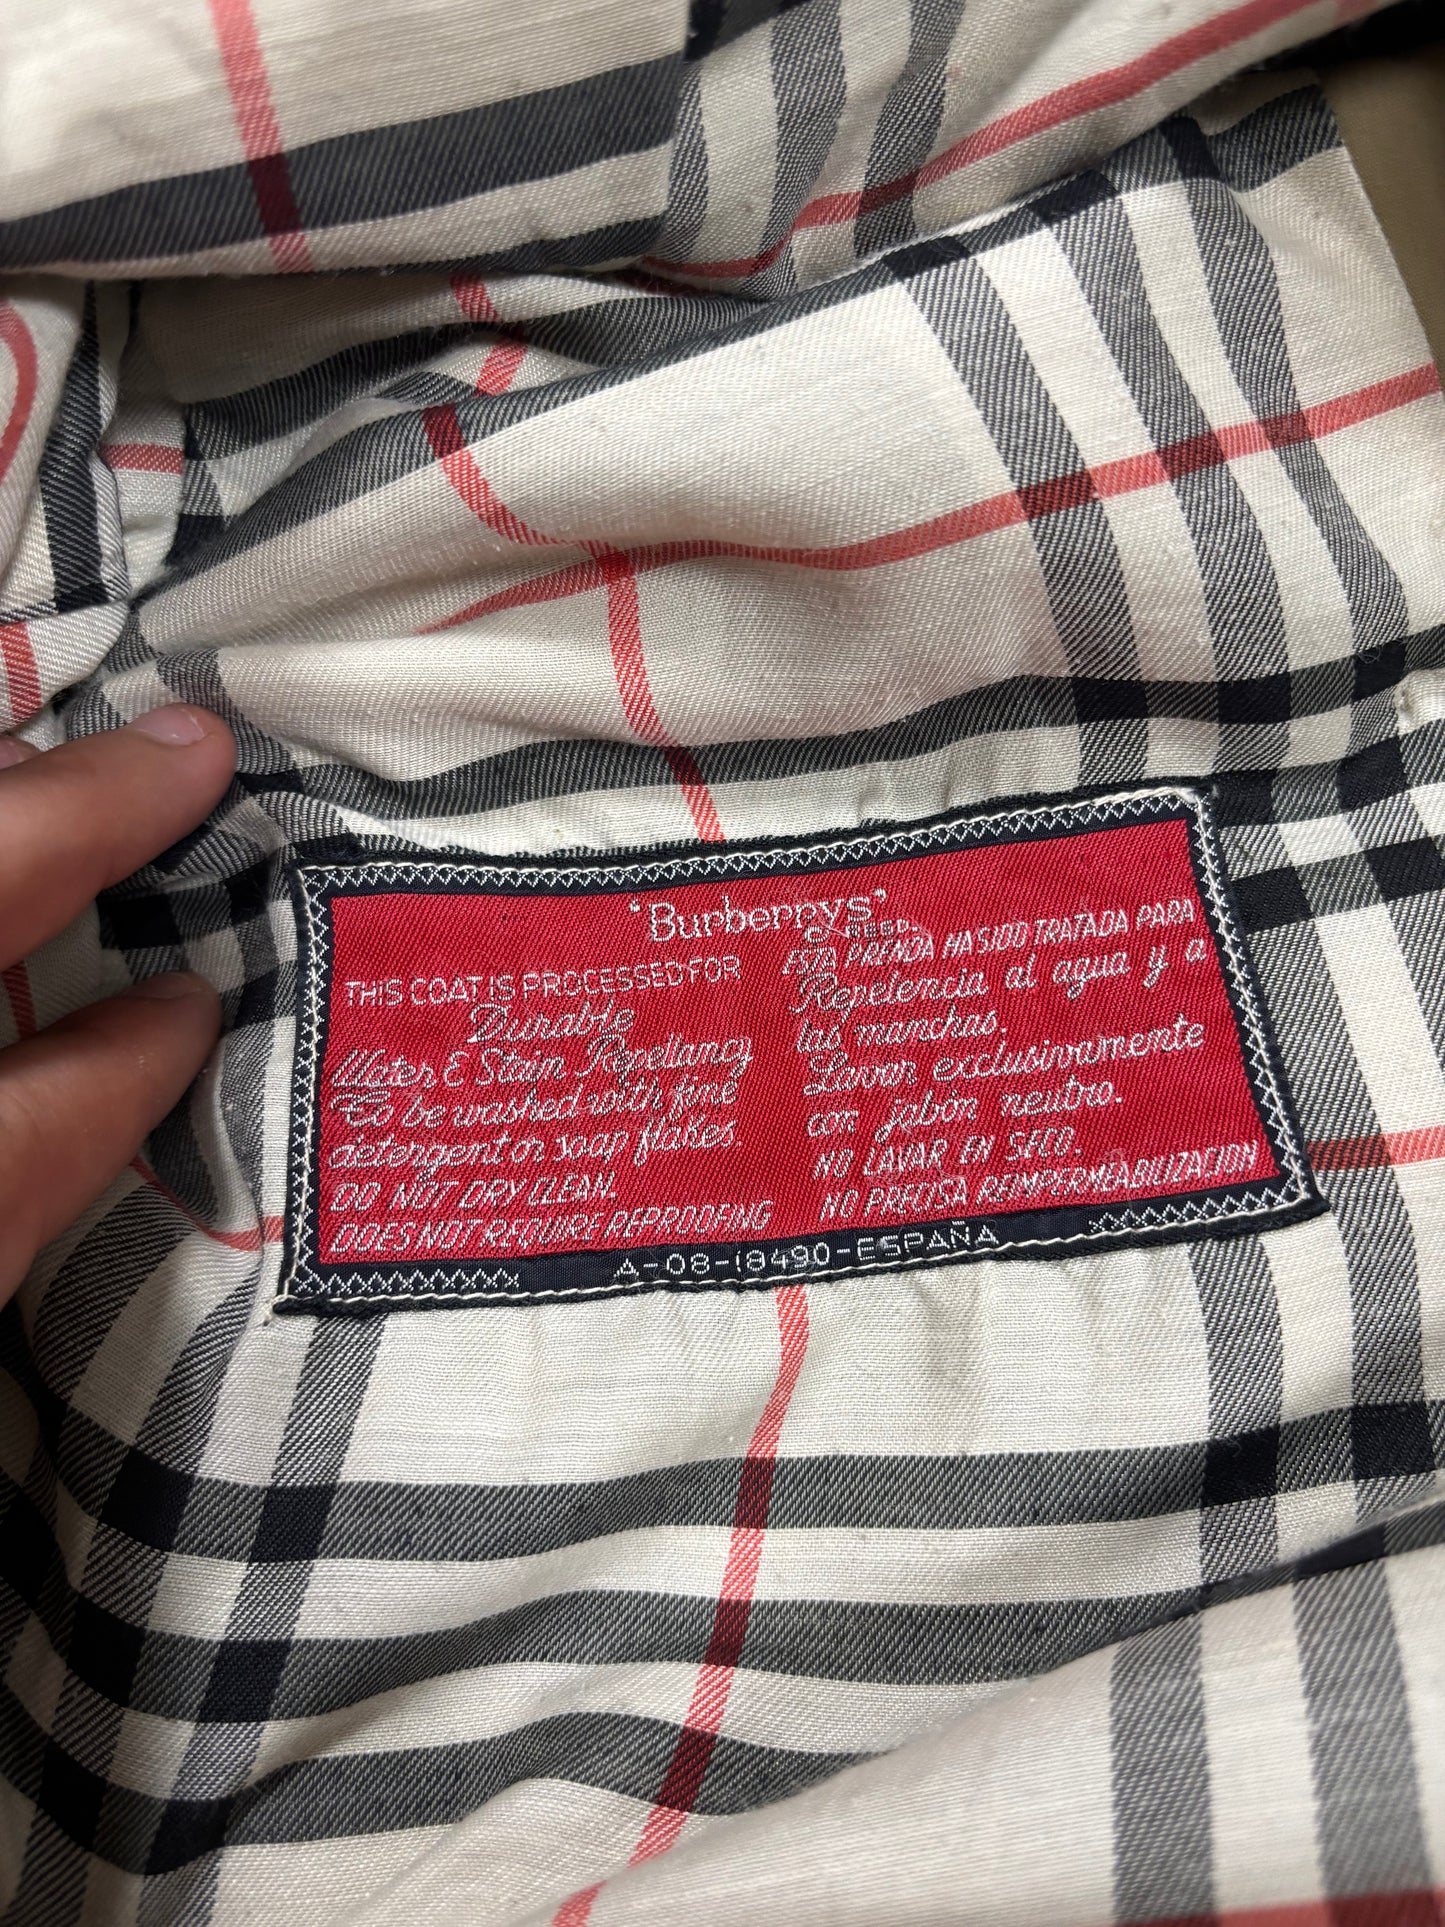 'Burberrys'
THIS COAT IS PROCESSED FOR
Durable
Water & Stain Repellancy
To be washed with fine
detergent or soap flakes.
DO NOT DRY CLEAN.
DOES NOT REQUIRE REPROOFING
PRENDA HA SIDO TRATADA PARA
Repelencia al agua y a
las manchas.
Lavar exclusivamente
con jabón neutro.
NO LAVAR EN SECO.
NO PRECISA REIMPERMEABILIZACION
A-08-18490-ESPAÑA